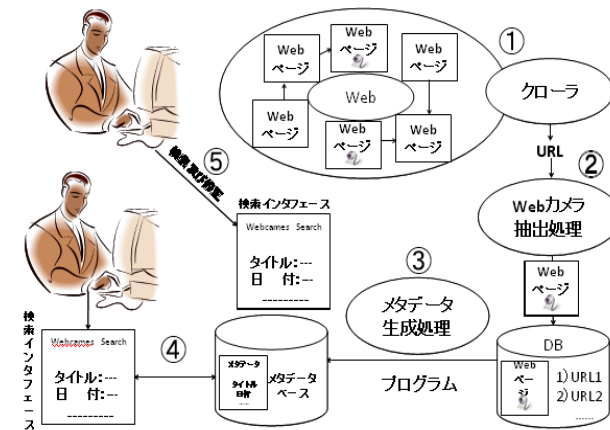 ①
Web
ページ
Web
ページ
Web
ページ
Web
Web
ページ
Web
ページ
Web
ページ
クローラ
URL
②
Webカメラ
抽出処理
Web
ページ
DB
Web
ペー
ジ
1) URL1
2) URL2
......
③
メタデータ
生成処理
プログラム
メタデータ
タイトル
日付
メタデータ
ベース
④
検索インタフェース
Webcames Search
タイトル:---
日 付:---
---------
⑤
検索及び修正
検索インタフェース
Webcames Search
タイトル:---
日 付:---
---------